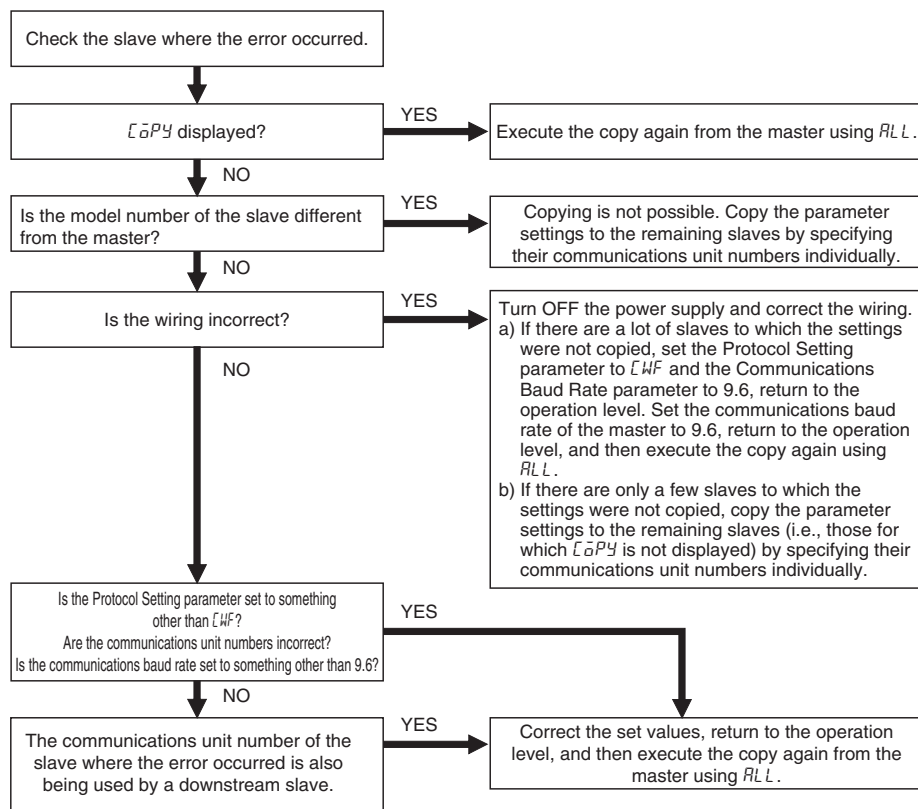 Check the slave where the error occurred.
CoPY displayed?
YES
Execute the copy again from the master using ALL.
NO
Is the model number of the slave different
from the master?
YES
Copying is not possible. Copy the parameter
settings to the remaining slaves by specifying
their communications unit numbers individually.
NO
Is the wiring incorrect?
YES
Turn OFF the power supply and correct the wiring.
a) If there are a lot of slaves to which the settings
were not copied, set the Protocol Setting
parameter to CWF and the Communications
Baud Rate parameter to 9.6, return to the
operation level. Set the communications baud
rate of the master to 9.6, return to the operation
level, and then execute the copy again using
ALL.
b) If there are only a few slaves to which the
settings were not copied, copy the parameter
settings to the remaining slaves (i.e., those for
which CoPY is not displayed) by specifying their
communications unit numbers individually.
NO
Is the Protocol Setting parameter set to something
other than CWF?
Are the communications unit numbers incorrect?
Is the communications baud rate set to something other than 9.6?
YES
NO
The communications unit number of the
slave where the error occurred is also
being used by a downstream slave.
YES
Correct the set values, return to the operation
level, and then execute the copy again from the
master using ALL.